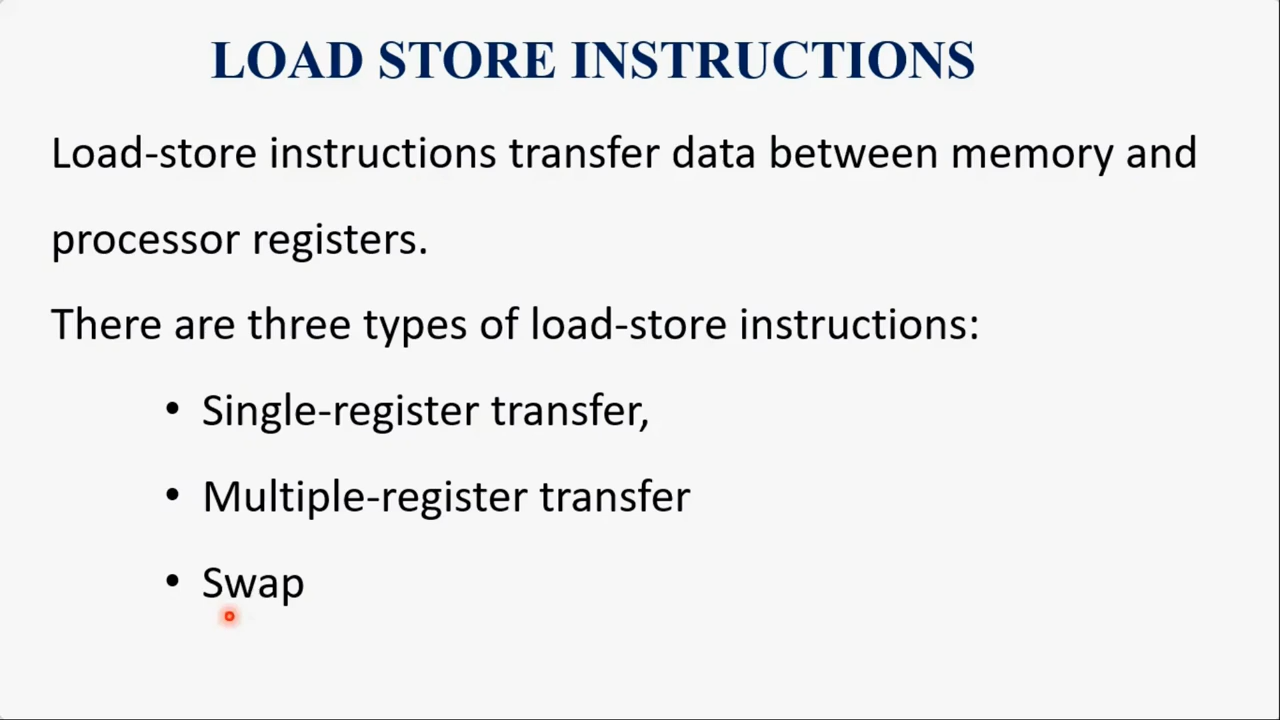 LOAD STORE INSTRUCTIONS
Load-store instructions transfer data between memory and
processor registers.
There are three types of load-store instructions:
• Single-register transfer,
• Multiple-register transfer
• Swap